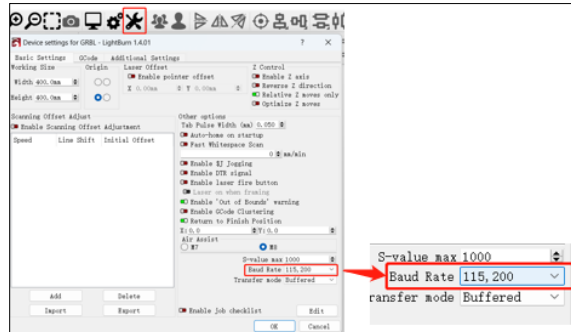 Device settings for GRBL - LightBurn 1.4.01
? ×
Basic Settings GCode Additional Settings
Working Size Origin Laser Offset Z Control
Enable pointer offset Enable Z axis
Width 400.0mm X 0.00mm Y 0.00mm Reverse Z direction
Relative Z moves only
Height 400.0mm Optimize Z moves
Scanning Offset Adjust Other options
Enable Scanning Offset Adjustment Tab Pulse Width (mm) 0.050
Speed Line Shift Initial Offset Auto-home on startup
Fast Whitespace Scan
0 mm/min
Enable $J Jogging
Enable DTR signal
Enable laser fire button
Laser on when framing
Enable 'Out of Bounds' warning
Enable GCode Clustering
Return to Finish Position
X: 0.0 Y: 0.0
Air Assist
M7 M8
S-value max 1000
Baud Rate 115,200
Transfer mode Buffered
Add Delete
Import Export Enable job checklist Edit
OK Cancel
S-value max 1000
Baud Rate 115,200
ransfer mode Buffered